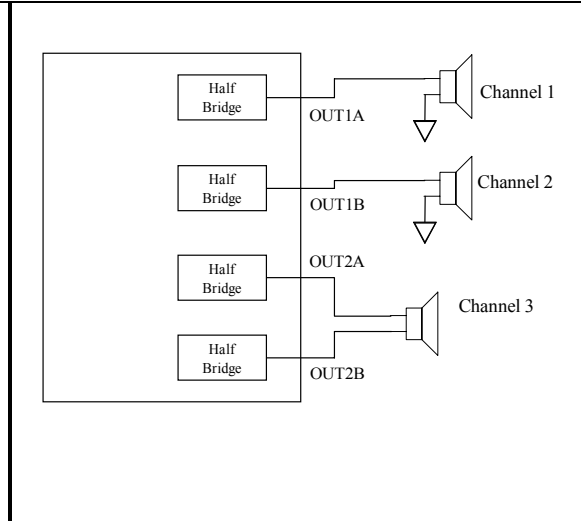 Half
Bridge
OUT1A
Channel 1
Half
Bridge
OUT1B
Channel 2
OUT2A
Half
Bridge
Channel 3
Half
Bridge
OUT2B